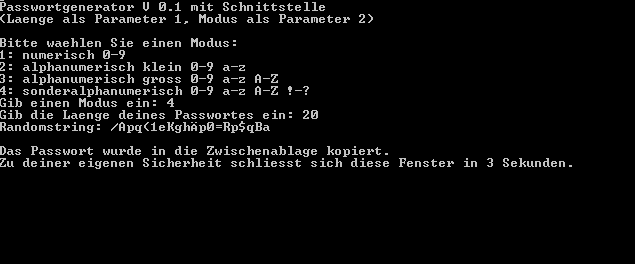 Passwortgenerator V 0.1 mit Schnittstelle
(Laenge als Parameter 1, Modus als Parameter 2)
Bitte waehlen Sie einen Modus:
1: numerisch 0-9
2: alphanumerisch klein 0-9 a-z
3: alphanumerisch gross 0-9 a-z A-Z
4: sonderalphanumerisch 0-9 a-z A-Z !-?
Gib einen Modus ein: 4
Gib die Laenge deines Passwortes ein: 20
Randomstring: /Apq(1eKghAp0=Rp$qBa
Das Passwort wurde in die Zwischenablage kopiert.
Zu deiner eigenen Sicherheit schliesst sich diese Fenster in 3 Sekunden.